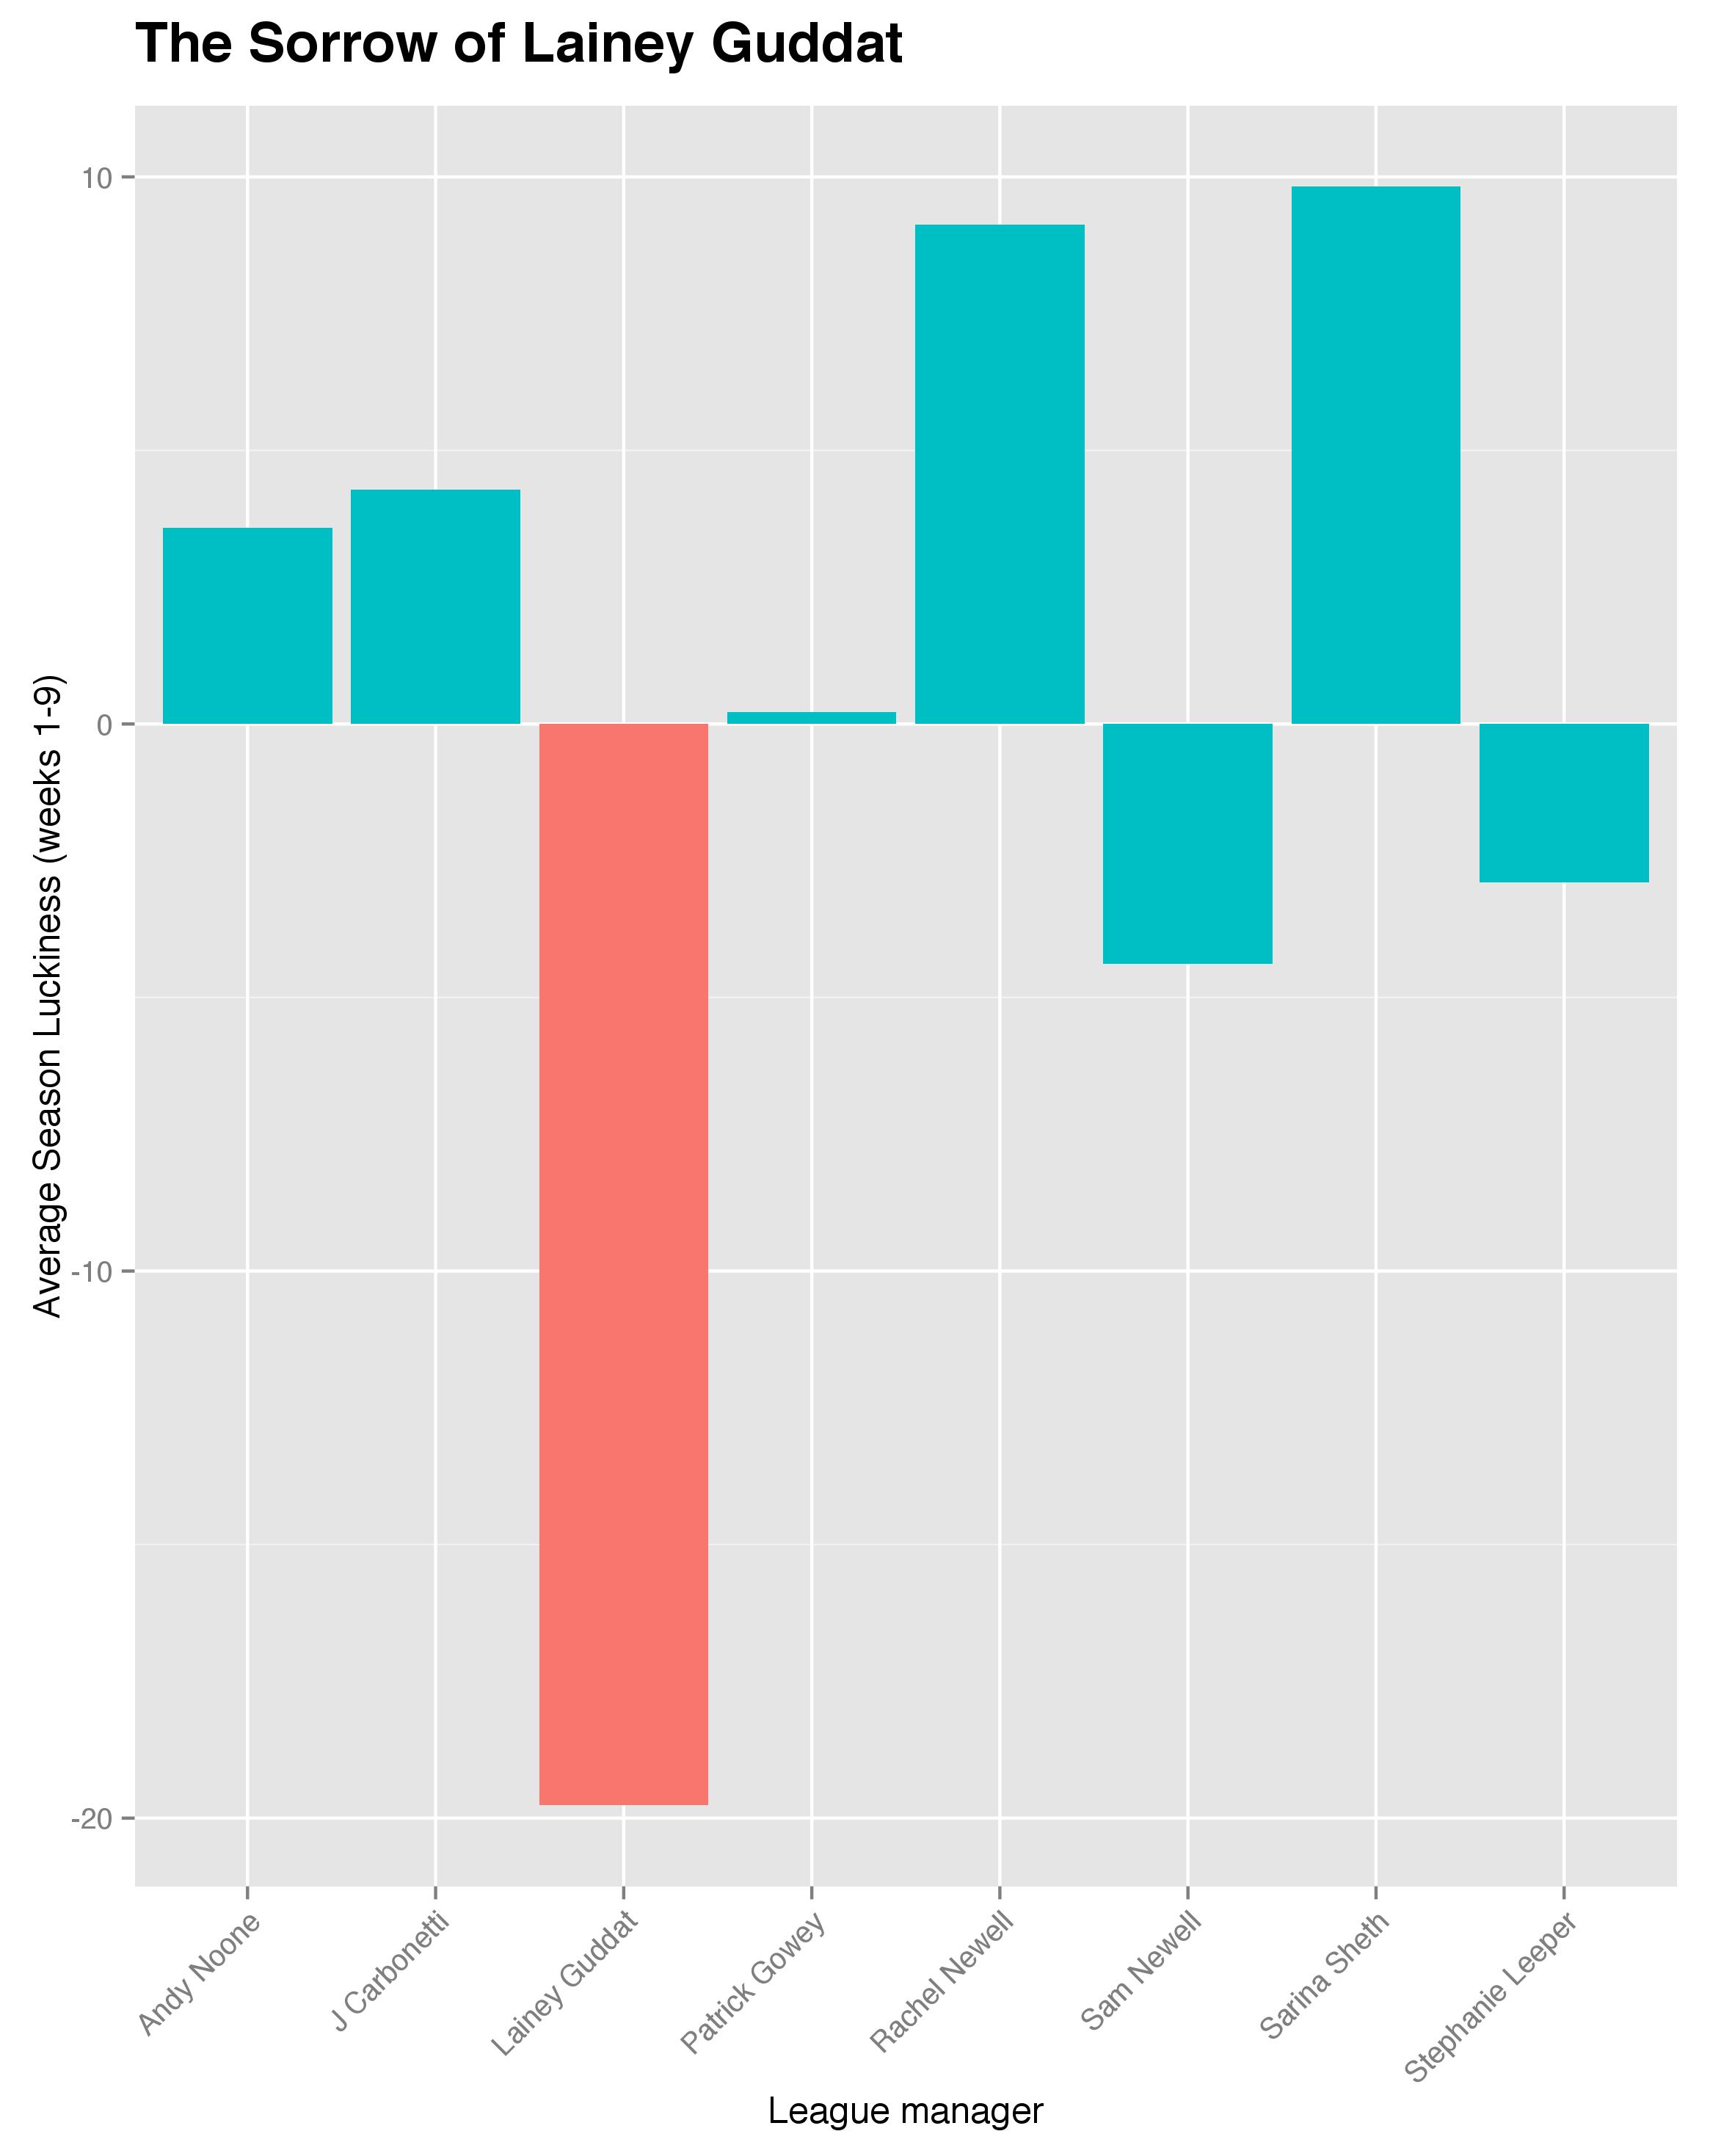 The Sorrow of Lainey Guddat
Average Season Luckiness (weeks 1-9)
10
0
-10
-20
Andy Noone
J Carbonetti
Lainey Guddat
Patrick Gowey
Rachel Newell
Sam Newell
Sarina Sheth
Stephanie Leeper
League manager